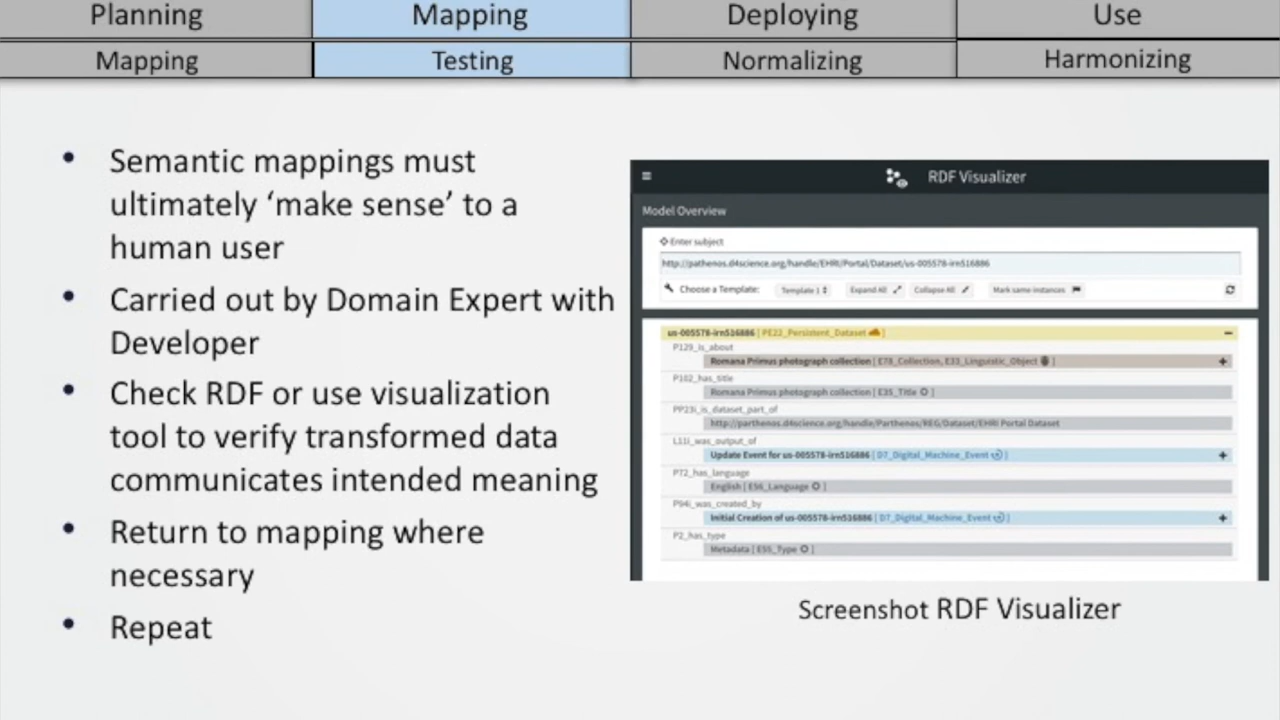 Planning Mapping Deploying Use
Mapping Testing Normalizing Harmonizing
• Semantic mappings must
ultimately ‘make sense’ to a
human user
• Carried out by Domain Expert with
Developer
• Check RDF or use visualization
tool to verify transformed data
communicates intended meaning
• Return to mapping where
necessary
• Repeat
RDF Visualizer
Model Overview
Enter subject
http://pathenos.d4science.org/handle/EHRI/Portal/Dataset/us-005578-irn516886
Choose a Template: Template 1 Expand All Collapse All Mark same instances
us-005578-irn516886 [ PE22_Persistent_Dataset ]
P129_is_about
Romana Primus photograph collection [ E78_Collection, E33_Linguistic_Object ]
P102_has_title
Romana Primus photograph collection [ E35_Title ]
PP23i_is_dataset_part_of
http://parthenos.d4science.org/handle/Parthenos/REG/Dataset/EHRI Portal Dataset
L11i_was_output_of
Update Event for us-005578-irn516886 [ D7_Digital_Machine_Event ]
P72_has_language
English [ E56_Language ]
P94i_was_created_by
Initial Creation of us-005578-irn516886 [ D7_Digital_Machine_Event ]
P2_has_type
Metadata [ E55_Type ]
Screenshot RDF Visualizer